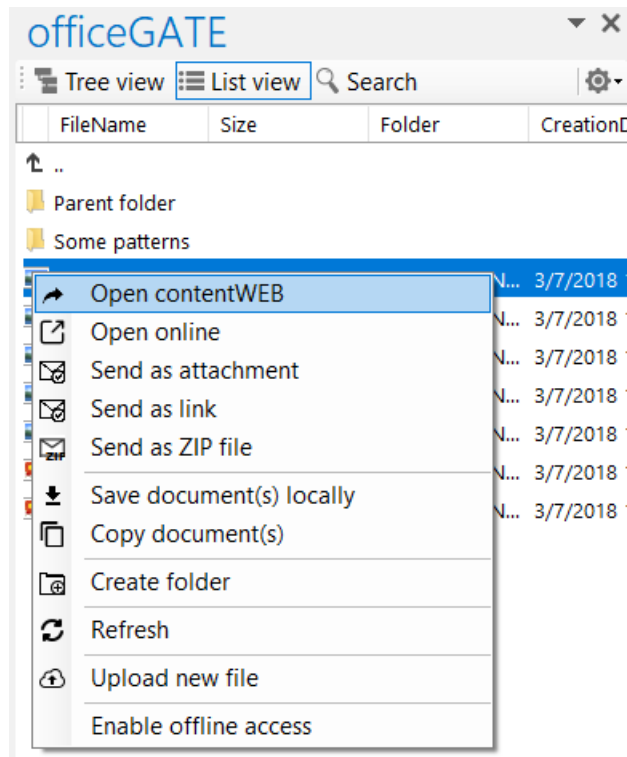 officeGATE
Tree view List view Search
FileName Size Folder CreationD
..
Parent folder
Some patterns
N... 3/7/2018
Open contentWEB
Open online
N... 3/7/2018
Send as attachment
N... 3/7/2018
Send as link
N... 3/7/2018
Send as ZIP file
ZIP
N... 3/7/2018
Save document(s) locally
N... 3/7/2018
Copy document(s)
N... 3/7/2018
Create folder
Refresh
Upload new file
Enable offline access